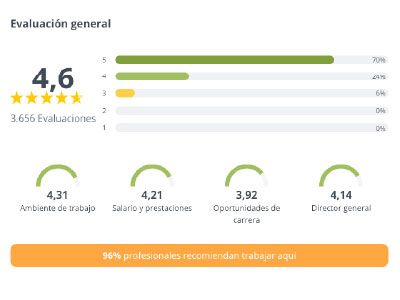 Evaluación general
5 70%
4 24%
4,6
3 6%
2 0%
3.656 Evaluaciones
1 0%
4,31 4,21 3,92 4,14
Ambiente de trabajo Salario y prestaciones Oportunidades de Director general
carrera
96% profesionales recomiendan trabajar aquí